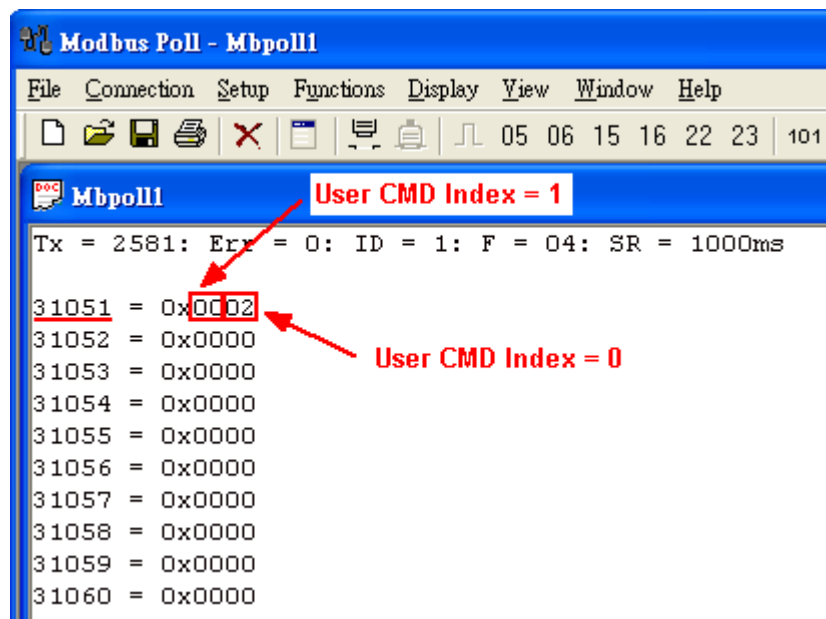 Modbus Poll - Mbpoll1
File Connection Setup Functions Display View Window Help
05 06 15 16 22 23 101
Mbpoll1
User CMD Index = 1
Tx = 2581: Err = 0: ID = 1: F = 04: SR = 1000ms
31051 = 0x0002
31052 = 0x0000
User CMD Index = 0
31053 = 0x0000
31054 = 0x0000
31055 = 0x0000
31056 = 0x0000
31057 = 0x0000
31058 = 0x0000
31059 = 0x0000
31060 = 0x0000